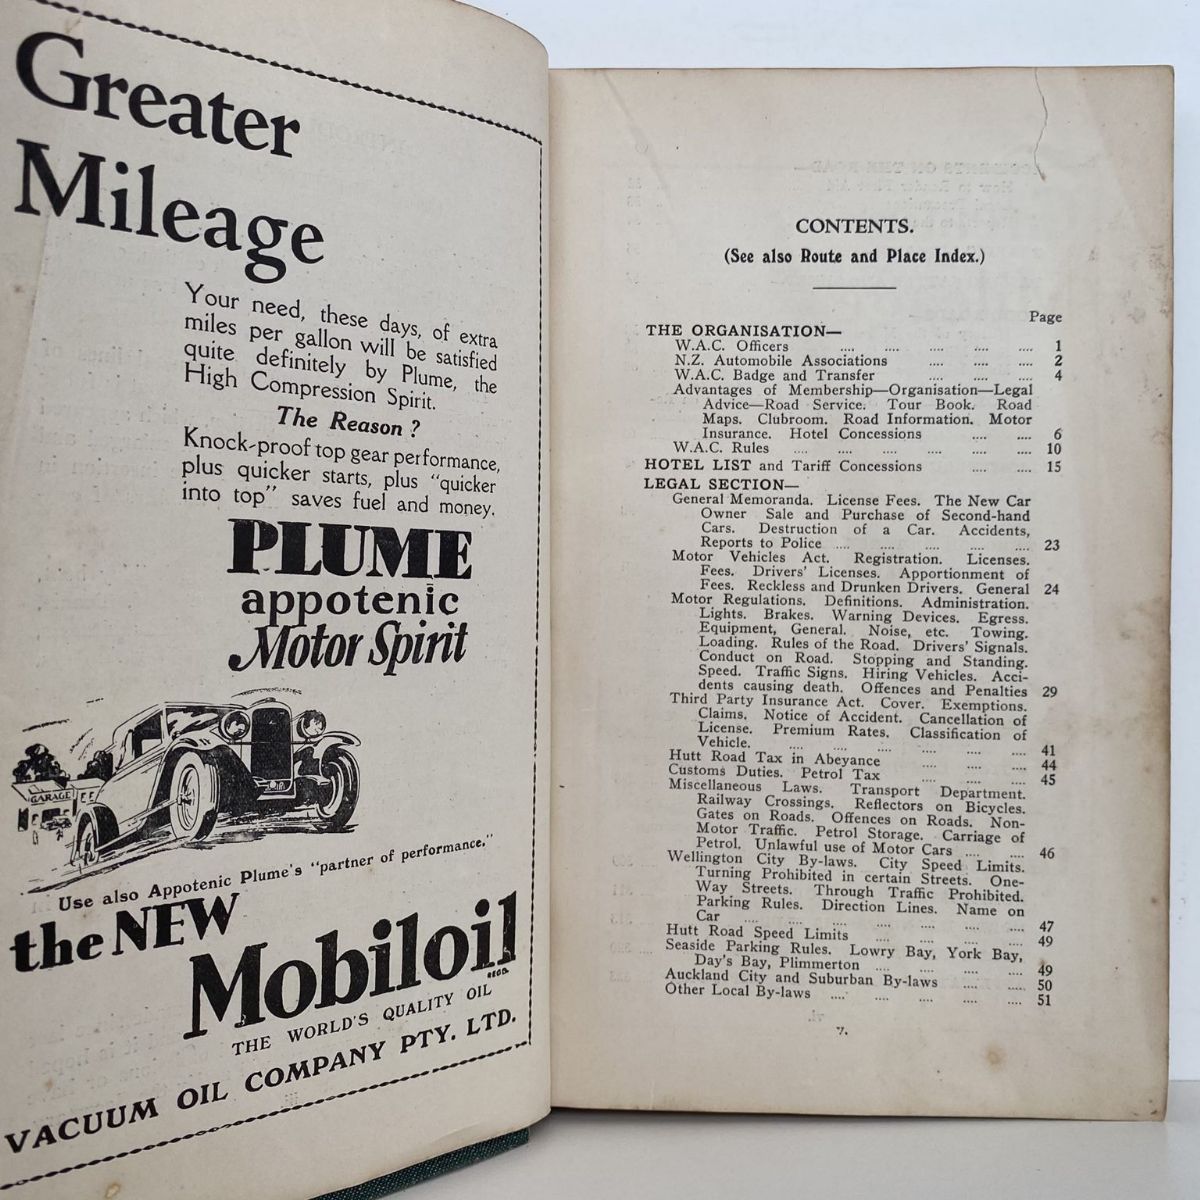 Greater
Mileage
Your need, these days, of extra
miles per gallon will be satisfied
quite definitely by Plume, the
High Compression Spirit.
The Reason?
Knock-proof top gear performance,
plus quicker starts, plus "quicker
into top" saves fuel and money.
PLUME
appotenic
Motor Spirit
GARAGE
Use also Appotenic Plume's "partner of performance."
the NEW
Mobiloil
REGD.
THE WORLD'S QUALITY OIL
VACUUM OIL COMPANY PTY. LTD.
CONTENTS.
(See also Route and Place Index.)
Page
THE ORGANISATION—
W.A.C. Officers .... .... .... .... .... 1
N.Z. Automobile Associations .... .... .... 2
W.A.C. Badge and Transfer .... .... .... 4
Advantages of Membership—Organisation—Legal
Advice—Road Service. Tour Book. Road
Maps. Clubroom. Road Information. Motor
Insurance. Hotel Concessions .... .... 6
W.A.C. Rules .... .... .... .... .... .... 10
HOTEL LIST and Tariff Concessions .... .... 15
LEGAL SECTION—
General Memoranda. License Fees. The New Car
Owner Sale and Purchase of Second-hand
Cars. Destruction of a Car. Accidents,
Reports to Police .... .... .... .... .... 23
Motor Vehicles Act. Registration. Licenses.
Fees. Drivers' Licenses. Apportionment of
Fees. Reckless and Drunken Drivers. General 24
Motor Regulations. Definitions. Administration.
Lights. Brakes. Warning Devices. Egress.
Equipment, General. Noise, etc. Towing.
Loading. Rules of the Road. Drivers' Signals.
Conduct on Road. Stopping and Standing.
Speed. Traffic Signs. Hiring Vehicles. Acci-
dents causing death. Offences and Penalties 29
Third Party Insurance Act. Cover. Exemptions.
Claims, Notice of Accident. Cancellation of
License. Premium Rates. Classification of
Vehicle. .... .... .... .... .... .... 41
Hutt Road Tax in Abeyance .... .... .... 44
Customs Duties. Petrol Tax .... .... .... 45
Miscellaneous Laws. Transport Department.
Railway Crossings. Reflectors on Bicycles.
Gates on Roads. Offences on Roads. Non-
Motor Traffic. Petrol Storage. Carriage of
Petrol. Unlawful use of Motor Cars .... .... 46
Wellington City By-laws. City Speed Limits.
Turning Prohibited in certain Streets. One-
Way Streets. Through Traffic Prohibited.
Parking Rules. Direction Lines. Name on
Car .... .... .... .... .... .... .... 47
Hutt Road Speed Limits .... .... .... .... 49
Seaside Parking Rules. Lowry Bay, York Bay,
Day's Bay, Plimmerton .... .... .... .... 49
Auckland City and Suburban By-laws .... .... 50
Other Local By-laws .... .... .... .... .... 51